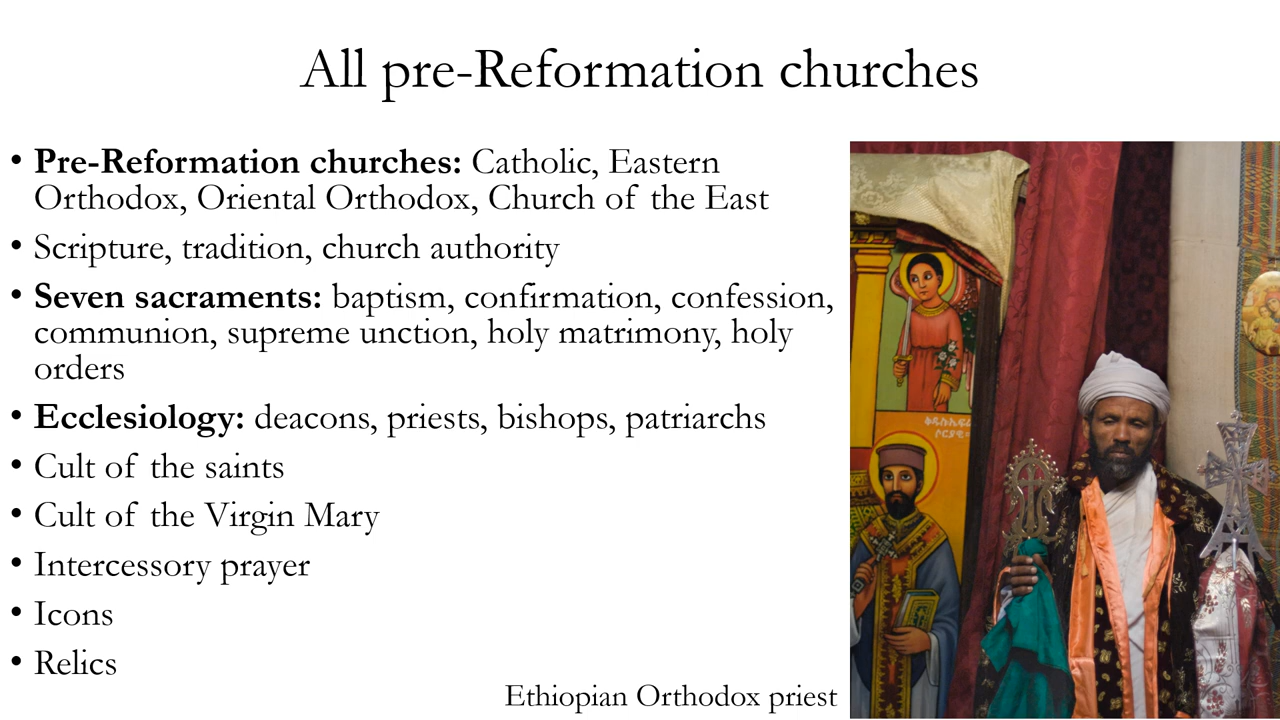 All pre-Reformation churches
• Pre-Reformation churches: Catholic, Eastern
Orthodox, Oriental Orthodox, Church of the East
• Scripture, tradition, church authority
• Seven sacraments: baptism, confirmation, confession,
communion, supreme unction, holy matrimony, holy
orders
• Ecclesiology: deacons, priests, bishops, patriarchs
• Cult of the saints
• Cult of the Virgin Mary
• Intercessory prayer
• Icons
• Relics
Ethiopian Orthodox priest